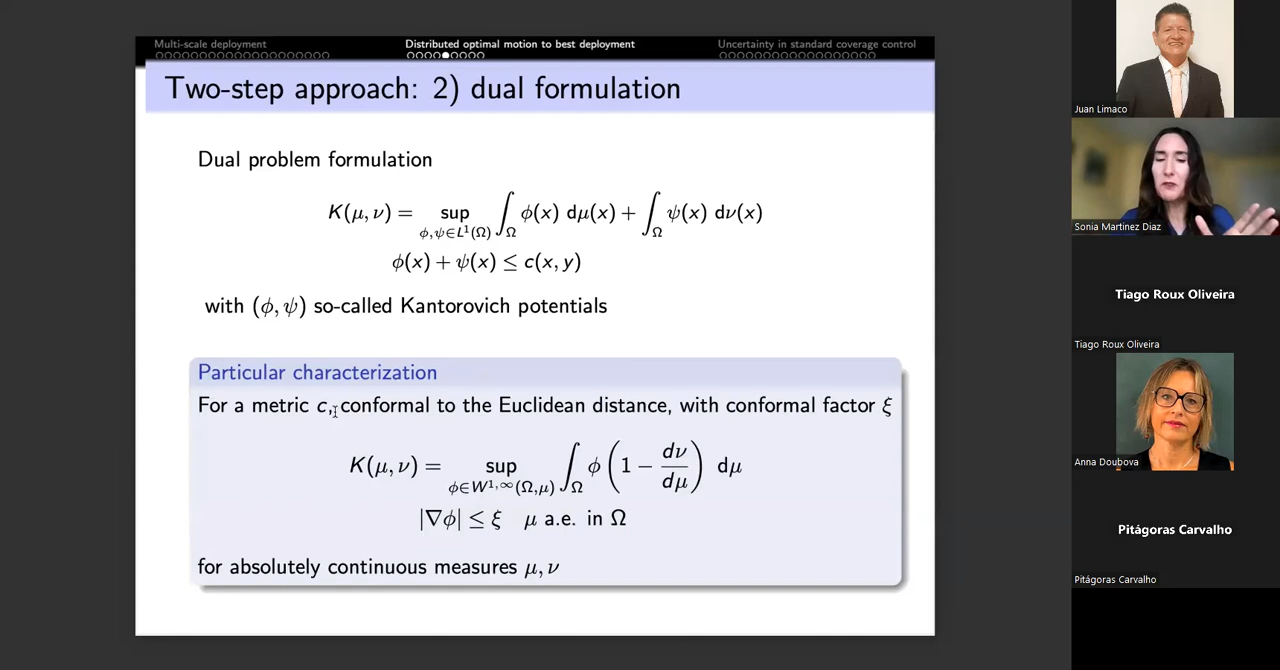 Multi-scale deployment
Distributed optimal motion to best deployment
Uncertainty in standard coverage control
Two-step approach: 2) dual formulation
Dual problem formulation
K(μ, ν) = sup ∫_Ω ϕ(x) dμ(x) + ∫_Ω ψ(x) dν(x)
ϕ,ψ∈L¹(Ω)
ϕ(x) + ψ(x) ≤ c(x, y)
with (ϕ, ψ) so-called Kantorovich potentials
Particular characterization
For a metric c, conformal to the Euclidean distance, with conformal factor ξ
K(μ, ν) = sup ∫_Ω ϕ (1 − dν/dμ) dμ
ϕ∈W^{1,∞}(Ω,μ)
|∇ϕ| ≤ ξ μ a.e. in Ω
for absolutely continuous measures μ, ν
Juan Limaco
Sonia Martinez Diaz
Tiago Roux Oliveira
Tiago Roux Oliveira
Anna Doubova
Pitágoras Carvalho
Pitágoras Carvalho